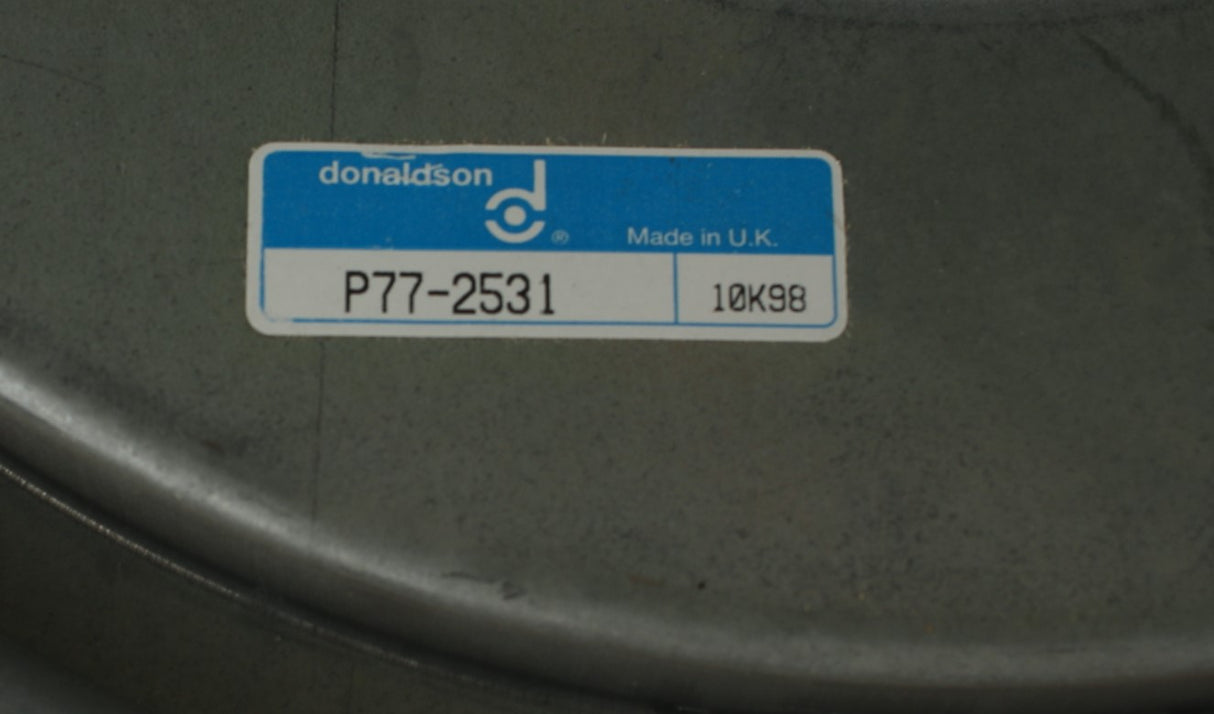 donaldson
®
Made in U.K.
P77-2531
10K98